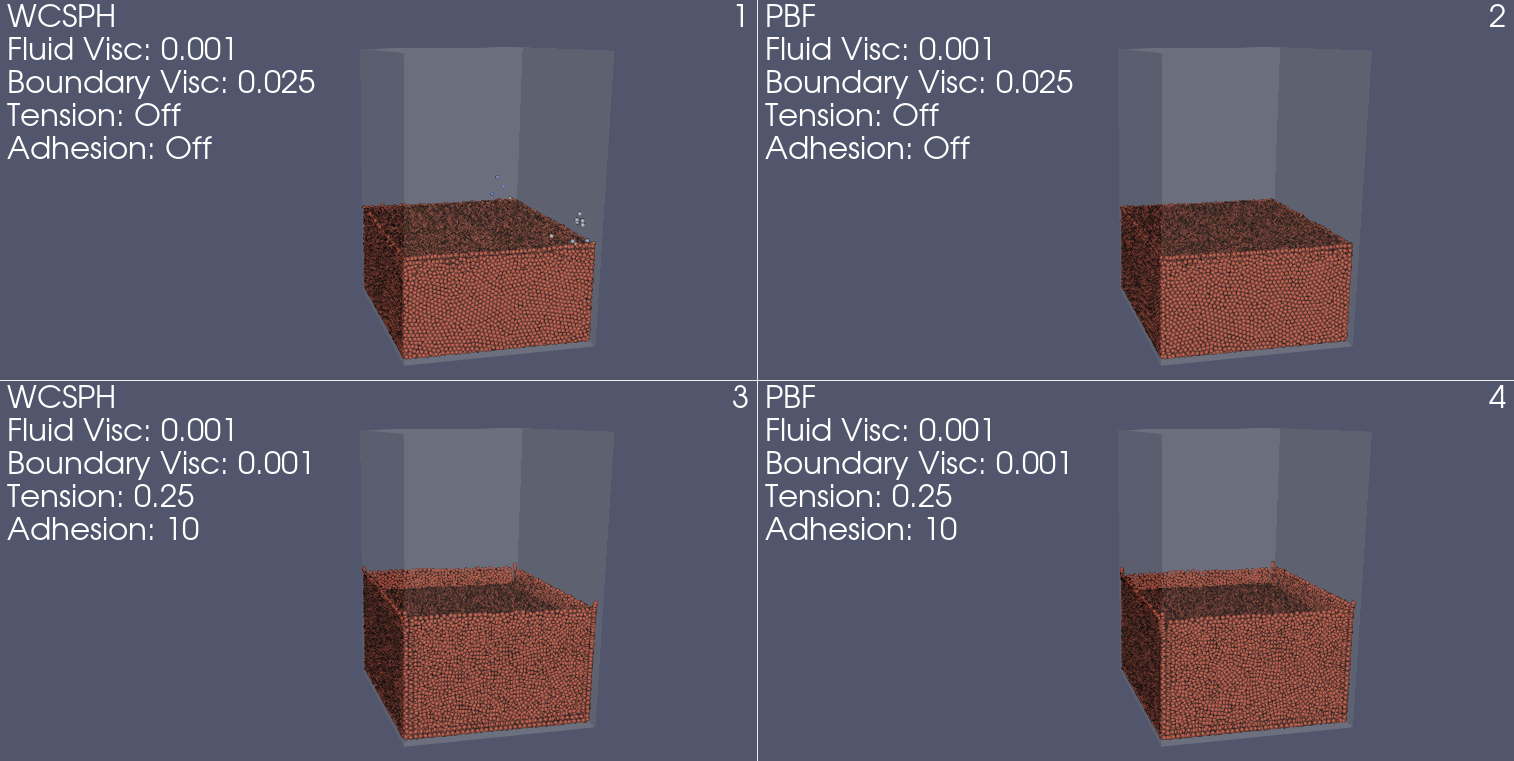 WCSPH 1
Fluid Visc: 0.001
Boundary Visc: 0.025
Tension: Off
Adhesion: Off
PBF 2
Fluid Visc: 0.001
Boundary Visc: 0.025
Tension: Off
Adhesion: Off
WCSPH 3
Fluid Visc: 0.001
Boundary Visc: 0.001
Tension: 0.25
Adhesion: 10
PBF 4
Fluid Visc: 0.001
Boundary Visc: 0.001
Tension: 0.25
Adhesion: 10